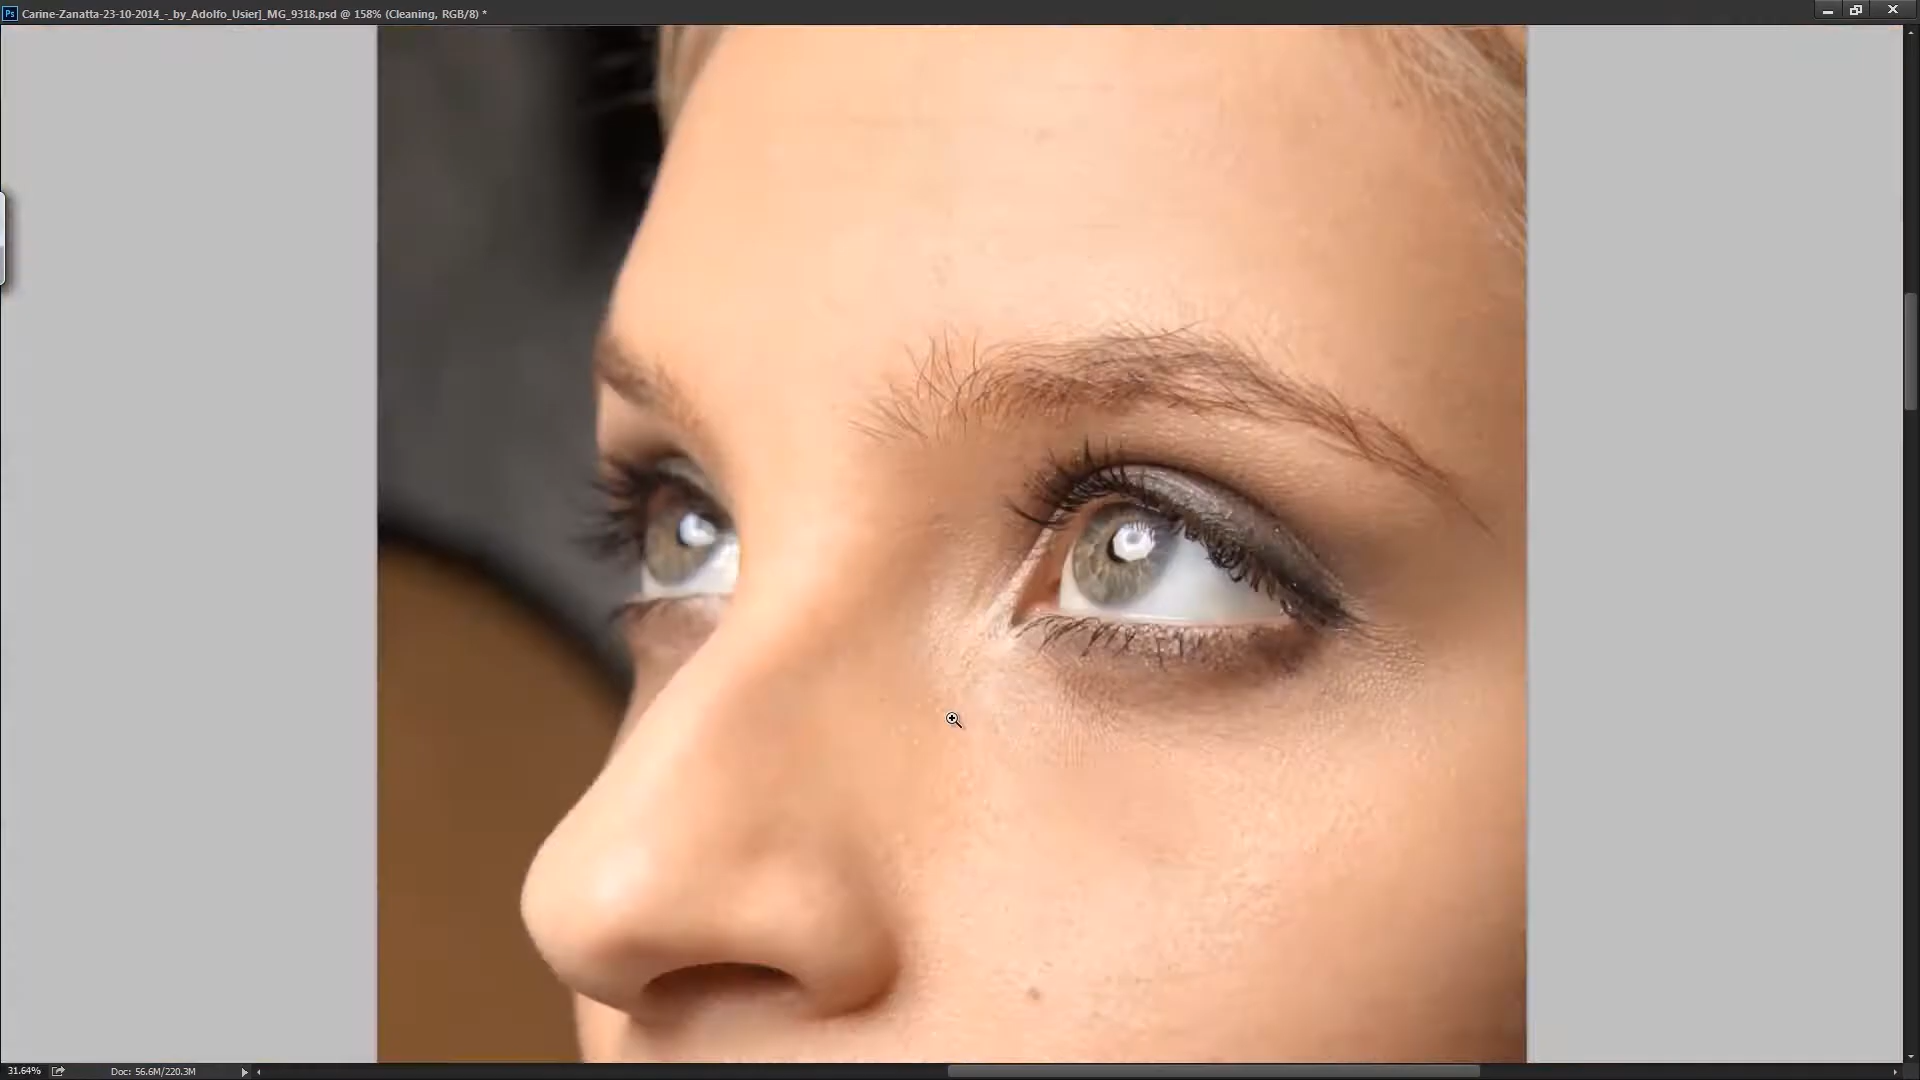 Ps Carine-Zanatta-23-10-2014_-_by_Adolfo_Usier]_MG_9318.psd @ 158% (Cleaning, RGB/8) *
31.64% Doc: 56.6M/220.3M